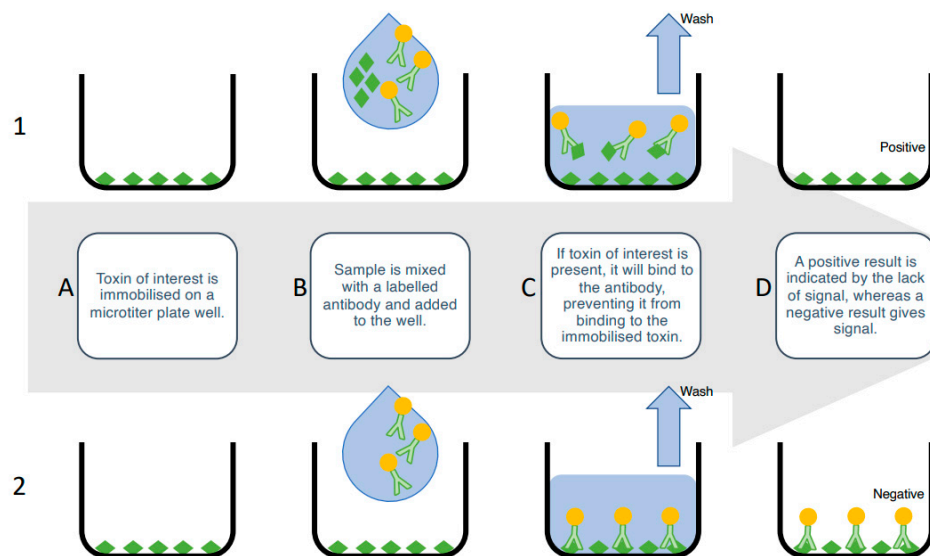 Wash
1
Positive
A
Toxin of interest is
immobilised on a
microtiter plate well.
B
Sample is mixed
with a labelled
antibody and added
to the well.
C
If toxin of interest is
present, it will bind to
the antibody,
preventing it from
binding to the
immobilised toxin.
D
A positive result is
indicated by the lack
of signal, whereas a
negative result gives
signal.
Wash
2
Negative